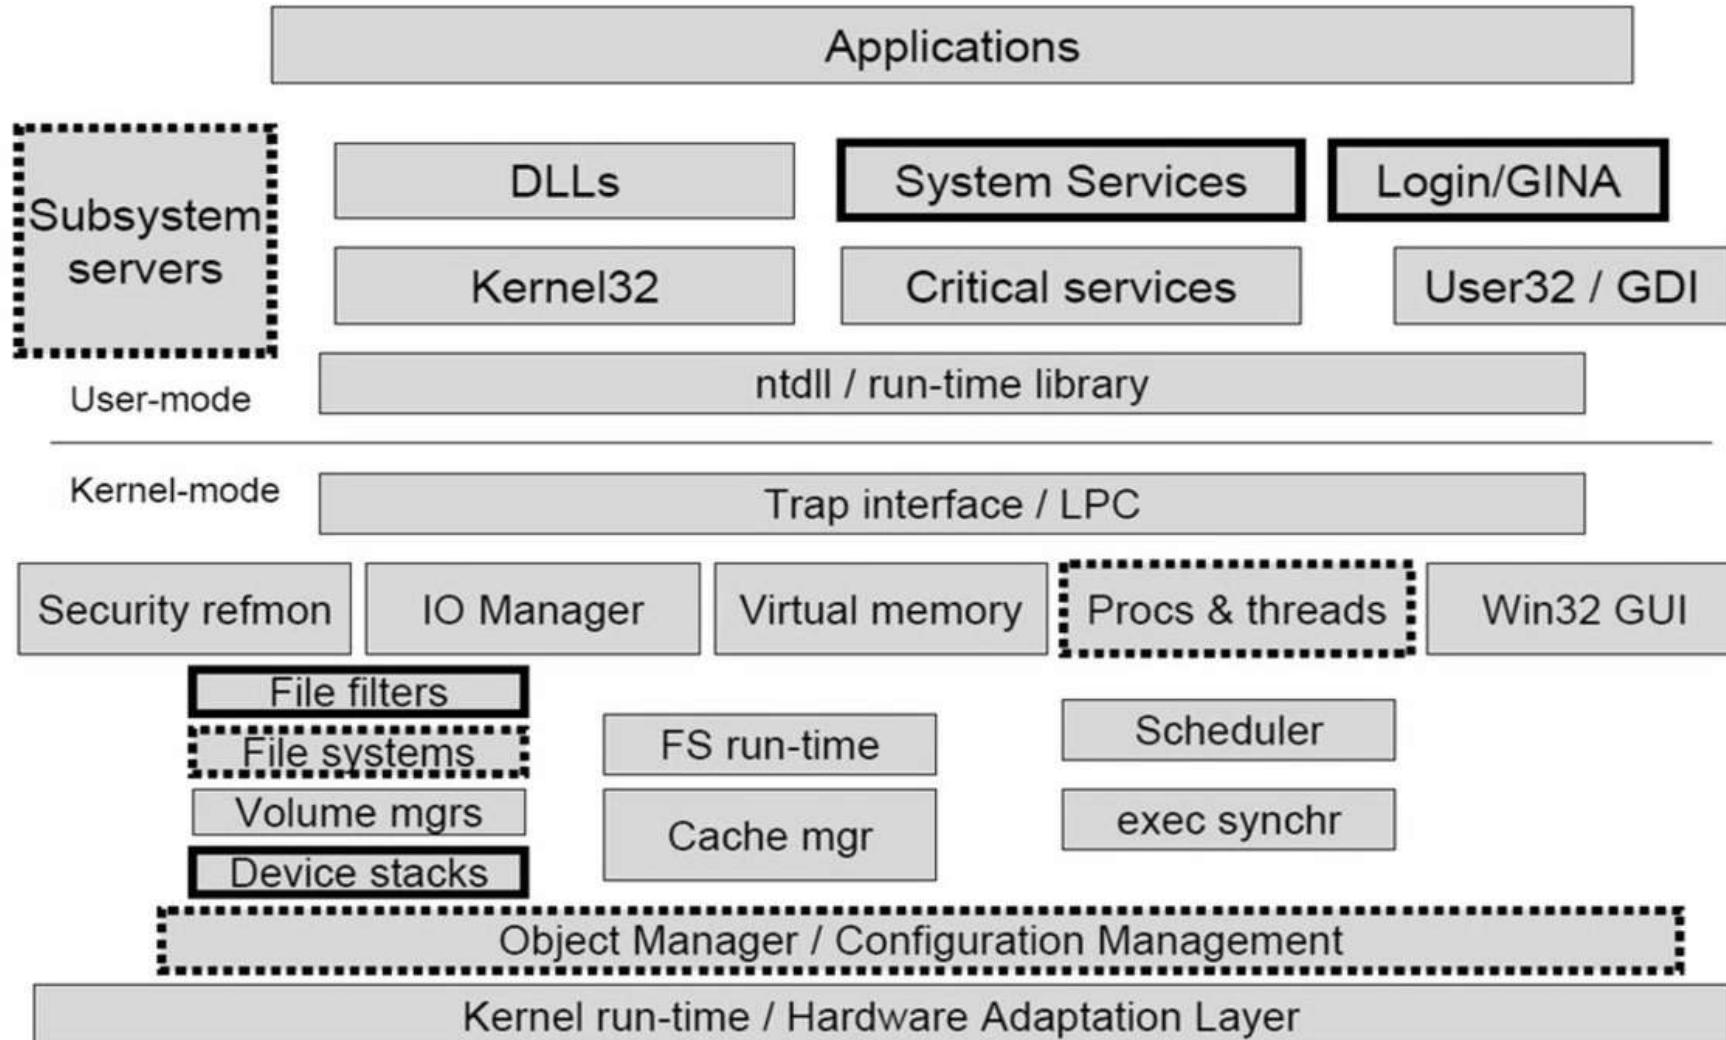 Applications
Subsystem
servers
DLLs
System Services
Login/GINA
Kernel32
Critical services
User32 / GDI
User-mode
ntdll / run-time library
Kernel-mode
Trap interface / LPC
Security refmon
IO Manager
Virtual memory
Procs & threads
Win32 GUI
File filters
File systems
Volume mgrs
Device stacks
FS run-time
Cache mgr
Scheduler
exec synchr
Object Manager / Configuration Management
Kernel run-time / Hardware Adaptation Layer